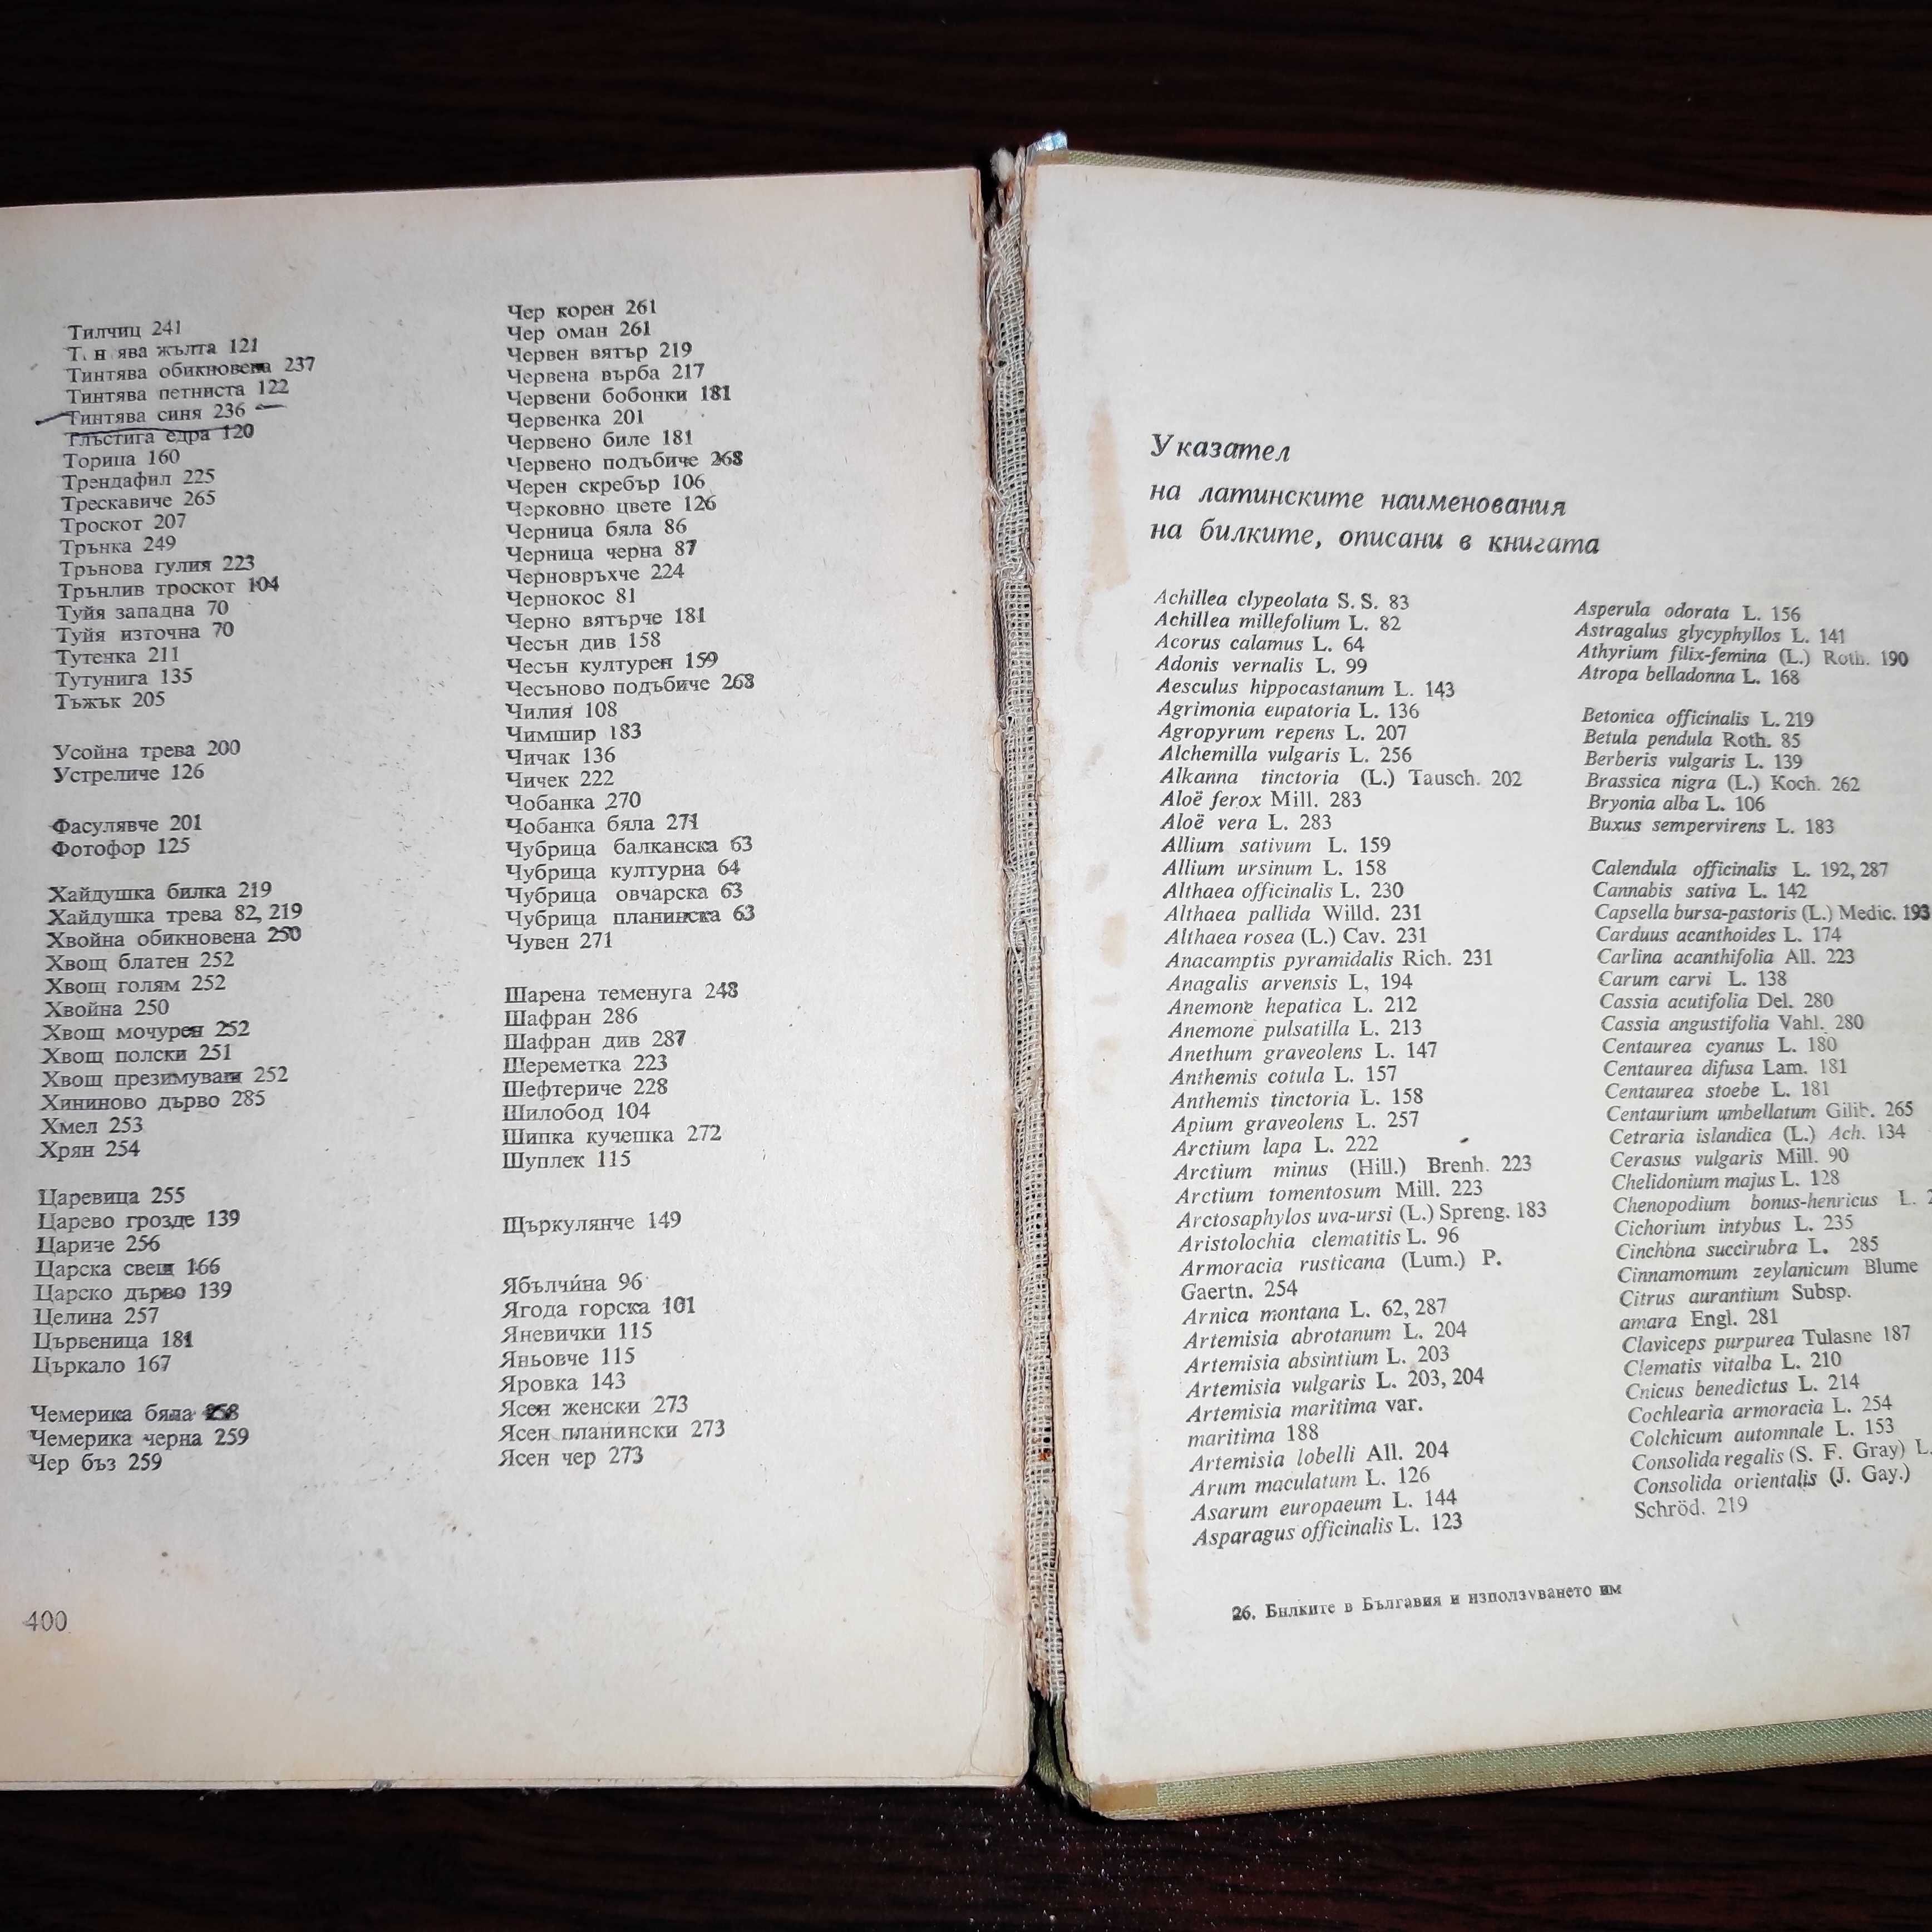 Тилчиц 241
ява жълта 121
Тинтява обикновена 237
Тинтява петниста 122
Тинтява синя 236
Тлъстига едра 120
Торица 160
Трендафил 225
Трескавиче 265
Троскот 207
Трънка 249
Трънова гулия 223
Трънлив троскот 104
Туйя западна 70
Туйя източна 70
Тутенка 211
Тутунига 135
Тъжък 205
Усойна трева 200
Устреличе 126
Фасулявче 201
Фотофор 125
Хайдушка билка 219
Хайдушка трева 82, 219
Хвойна обикновена 250
Хвощ блатен 252
Хвощ голям 252
Хвойна 250
Хвощ мочурен 252
Хвощ полски 251
Хвощ презимуващ 252
Хининово дърво 285
Хмел 253
Хрян 254
Царевица 255
Царево грозде 139
Цариче 256
Царска свещ 166
Царско дърво 139
Целина 257
Цървеница 181
Църкало 167
Чемерика бяла 258
Чемерика черна 259
Чер бъз 259
400
Чер корен 261
Чер оман 261
Червен вятър 219
Червена върба 217
Червени бобонки 181
Червенка 201
Червено биле 181
Червено подъбиче 268
Черен скребър 106
Черковно цвете 126
Черница бяла 86
Черница черна 87
Черновръхче 224
Чернокос 81
Черно вятърче 181
Чесън див 158
Чесън културен 159
Чесъново подъбиче 268
Чилия 108
Чимшир 183
Чичак 136
Чичек 222
Чобанка 270
Чобанка бяла 271
Чубрица балканска 63
Чубрица културна 64
Чубрица овчарска 63
Чубрица планинска 63
Чувен 271
Шарена теменуга 248
Шафран 286
Шафран див 287
Шереметка 223
Шефтериче 228
Шилобод 104
Шипка кучешка 272
Шуплек 115
Щъркулянче 149
Ябълчина 96
Ягода горска 101
Яневички 115
Яньовче 115
Яровка 143
Ясен женски 273
Ясен планински 273
Ясен чер 273
Указател
на латинските наименования
на билките, описани в книгата
Achillea clypeolata S. S. 83
Achillea millefolium L. 82
Acorus calamus L. 64
Adonis vernalis L. 99
Aesculus hippocastanum L. 143
Agrimonia eupatoria L. 136
Agropyrum repens L. 207
Alchemilla vulgaris L. 256
Alkanna tinctoria (L.) Tausch. 202
Aloë ferox Mill. 283
Aloë vera L. 283
Allium sativum L. 159
Allium ursinum L. 158
Althaea officinalis L. 230
Althaea pallida Willd. 231
Althaea rosea (L.) Cav. 231
Anacamptis pyramidalis Rich. 231
Anagalis arvensis L, 194
Anemone hepatica L. 212
Anemone pulsatilla L. 213
Anethum graveolens L. 147
Anthemis cotula L. 157
Anthemis tinctoria L. 158
Apium graveolens L. 257
Arctium lapa L. 222
Arctium minus (Hill.) Brenh. 223
Arctium tomentosum Mill. 223
Arctosaphylos uva-ursi (L.) Spreng. 183
Aristolochia clematitis L. 96
Armoracia rusticana (Lum.) P.
Gaertn. 254
Arnica montana L. 62, 287
Artemisia abrotanum L. 204
Artemisia absintium L. 203
Artemisia vulgaris L. 203, 204
Artemisia maritima var.
maritima 188
Artemisia lobelli All. 204
Arum maculatum L. 126
Asarum europaeum L. 144
Asparagus officinalis L. 123
Asperula odorata L. 156
Astragalus glycyphyllos L. 141
Athyrium filix-femina (L.) Roth. 190
Atropa belladonna L. 168
Betonica officinalis L. 219
Betula pendula Roth. 85
Berberis vulgaris L. 139
Brassica nigra (L.) Koch. 262
Bryonia alba L. 106
Buxus sempervirens L. 183
Calendula officinalis L. 192, 287
Cannabis sativa L. 142
Capsella bursa-pastoris (L.) Medic. 193
Carduus acanthoides L. 174
Carlina acanthifolia All. 223
Carum carvi L. 138
Cassia acutifolia Del. 280
Cassia angustifolia Vahl. 280
Centaurea cyanus L. 180
Centaurea difusa Lam. 181
Centaurea stoebe L. 181
Centaurium umbellatum Gilib. 265
Cetraria islandica (L.) Ach. 134
Cerasus vulgaris Mill. 90
Chelidonium majus L. 128
Chenopodium bonus-henricus L.
Cichorium intybus L. 235
Cinchona succirubra L. 285
Cinnamomum zeylanicum Blume
Citrus aurantium Subsp.
amara Engl. 281
Claviceps purpurea Tulasne 187
Clematis vitalba L. 210
Cnicus benedictus L. 214
Cochlearia armoracia L. 254
Colchicum automnale L. 153
Consolida regalis (S. F. Gray) L.
Consolida orientalis (J. Gay.)
Schröd. 219
26. Билките в България и използуването им